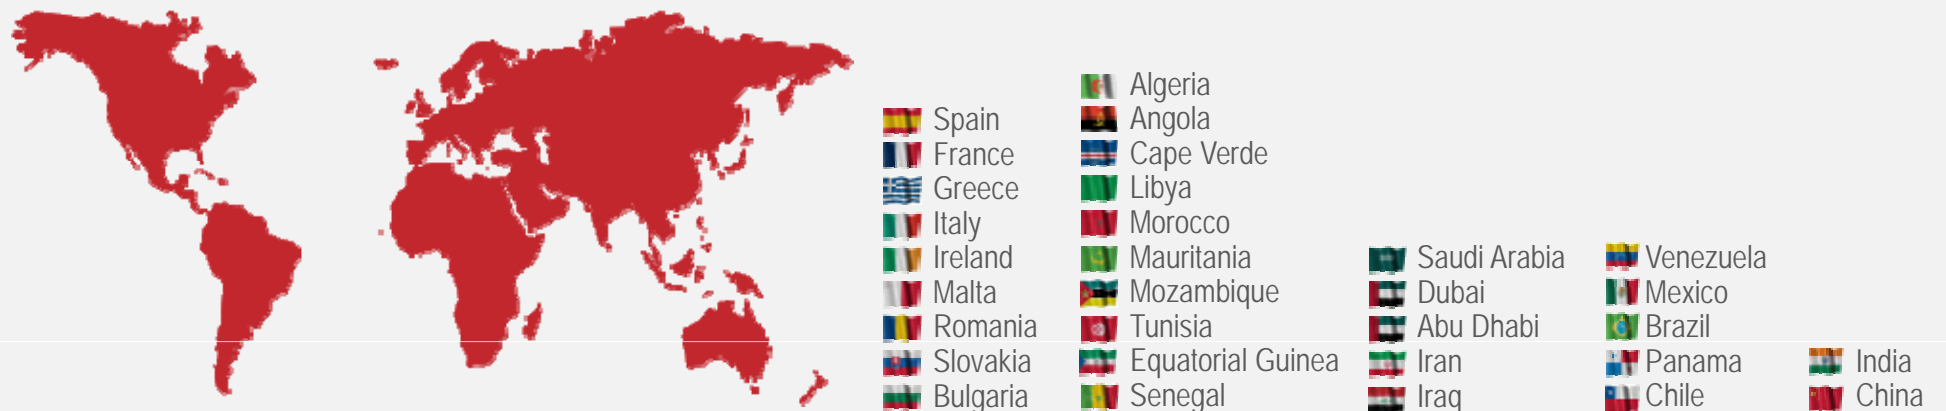 Spain
France
Greece
Italy
Ireland
Malta
Romania
Slovakia
Bulgaria
Algeria
Angola
Cape Verde
Libya
Morocco
Mauritania
Mozambique
Tunisia
Equatorial Guinea
Senegal
Saudi Arabia
Dubai
Abu Dhabi
Iran
Iraq
Venezuela
Mexico
Brazil
Panama
Chile
India
China